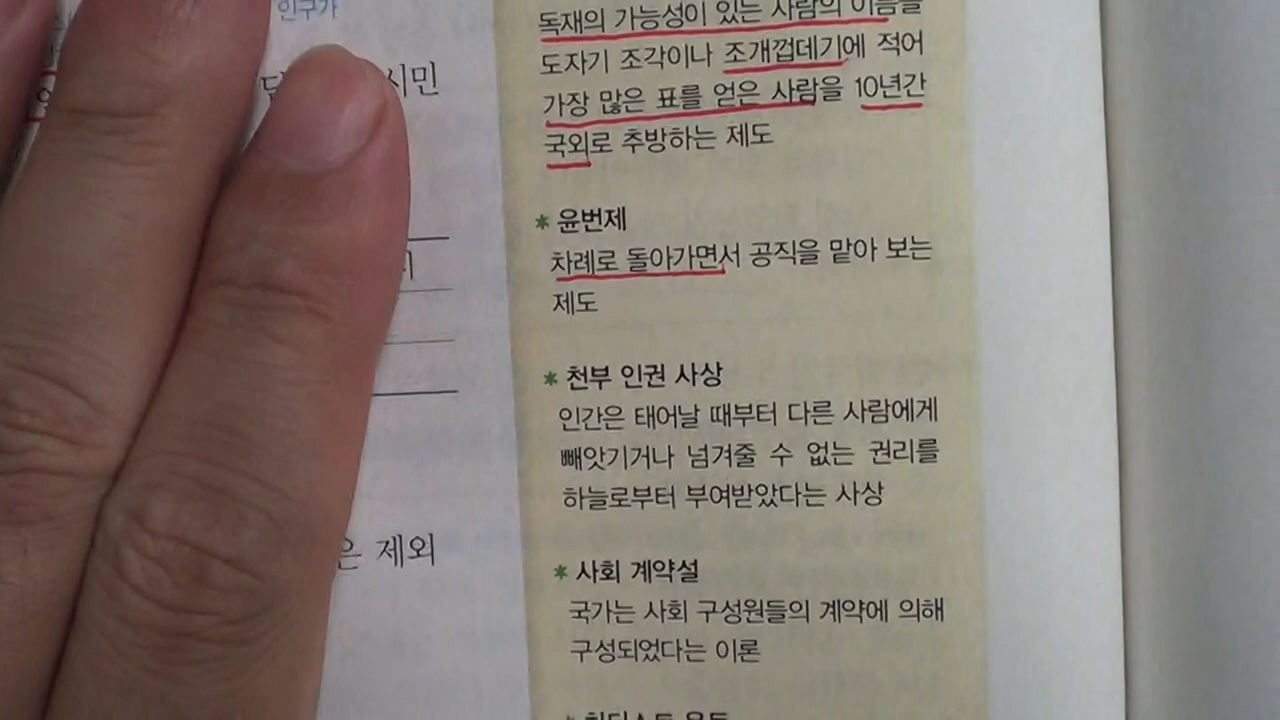 인구가
시민
제외
독재의 가능성이 있는 사람의 이름을
도자기 조각이나 조개껍데기에 적어
가장 많은 표를 얻은 사람을 10년간
국외로 추방하는 제도
* 윤번제
차례로 돌아가면서 공직을 맡아 보는
제도
* 천부 인권 사상
인간은 태어날 때부터 다른 사람에게
빼앗기거나 넘겨줄 수 없는 권리를
하늘로부터 부여받았다는 사상
* 사회 계약설
국가는 사회 구성원들의 계약에 의해
구성되었다는 이론